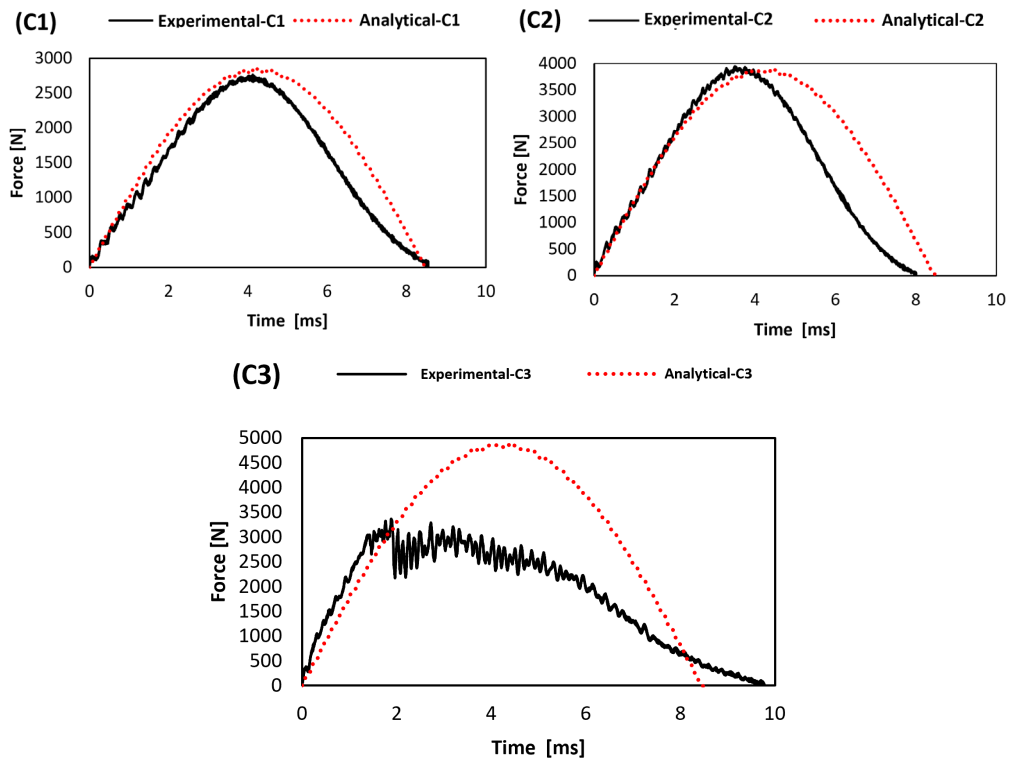 (C1) Experimental-C1 Analytical-C1
3000
2500
2000
1500
1000
500
0
Force [N]
0 2 4 6 8 10
Time [ms]
(C2) Experimental-C2 Analytical-C2
4000
3500
3000
2500
2000
1500
1000
500
0
Force [N]
0 2 4 6 8 10
Time [ms]
(C3) Experimental-C3 Analytical-C3
5000
4500
4000
3500
3000
2500
2000
1500
1000
500
0
Force [N]
0 2 4 6 8 10
Time [ms]